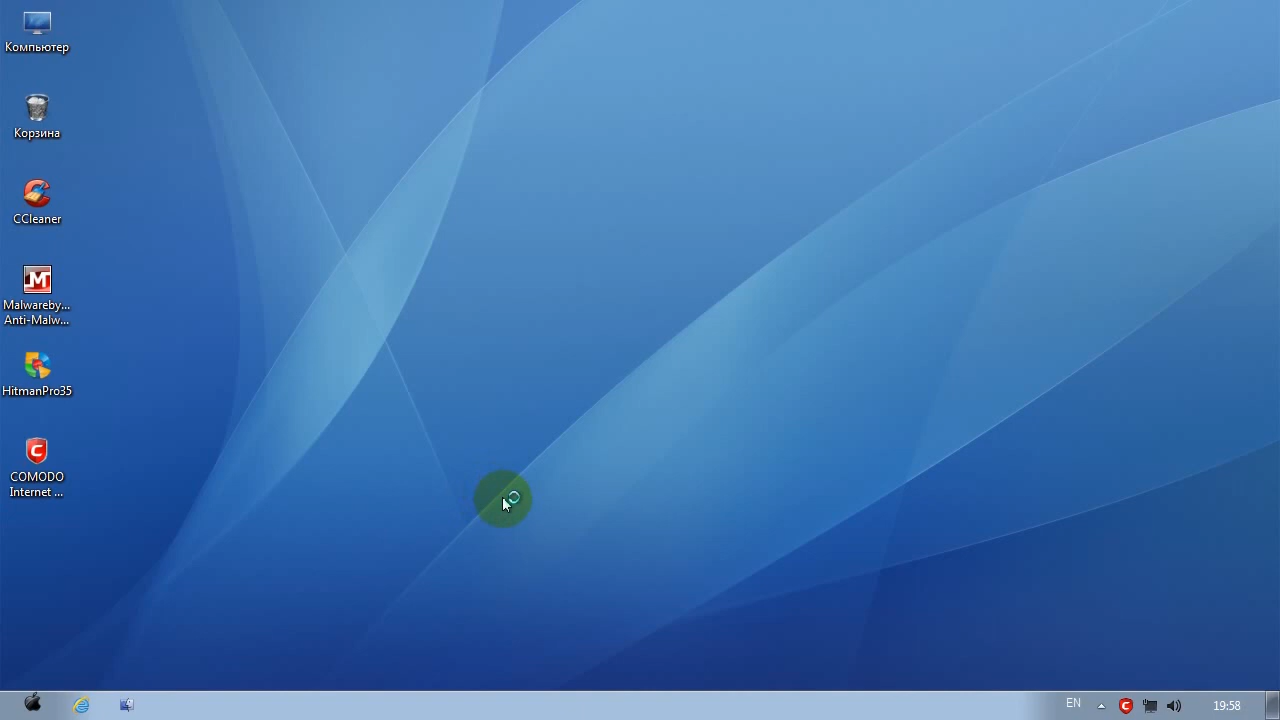 Компьютер
Корзина
CCleaner
Malwareby...
Anti-Malw...
HitmanPro35
COMODO
Internet ...
EN
19:58